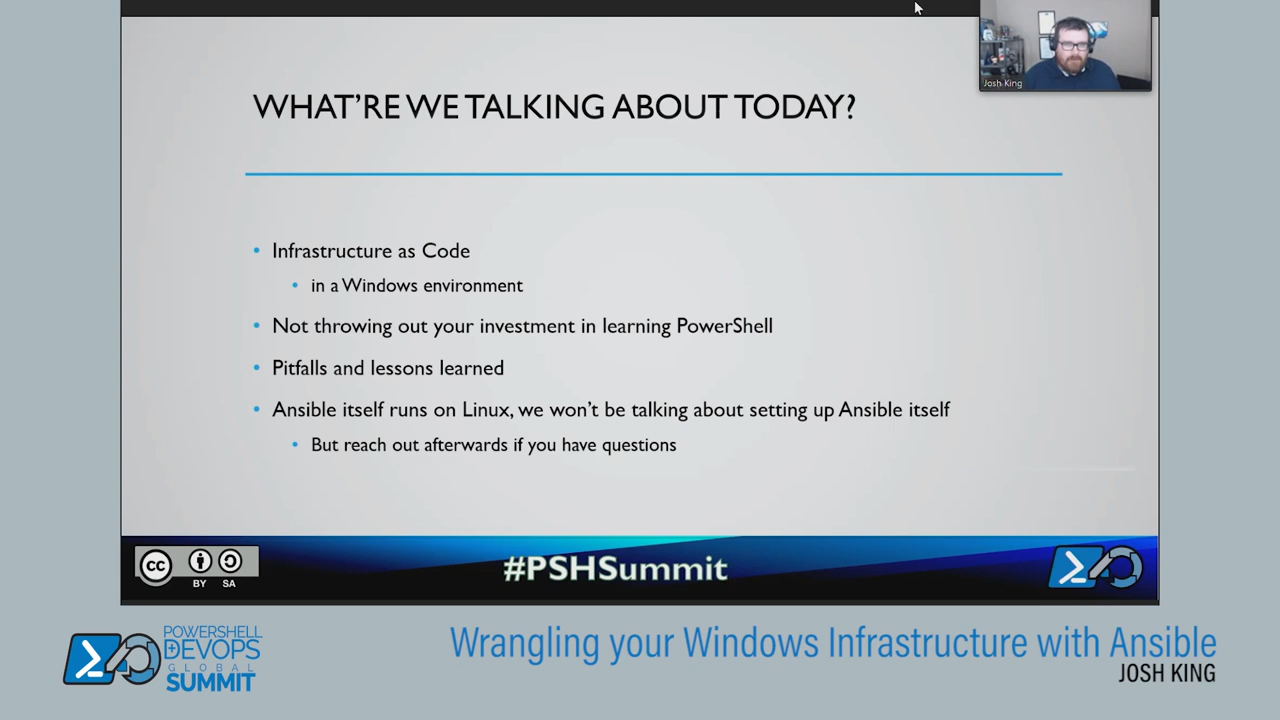 Josh King
WHAT'RE WE TALKING ABOUT TODAY?
• Infrastructure as Code
• in a Windows environment
• Not throwing out your investment in learning PowerShell
• Pitfalls and lessons learned
• Ansible itself runs on Linux, we won't be talking about setting up Ansible itself
• But reach out afterwards if you have questions
cc
BY SA
#PSHSummit
POWERSHELL
+DEVOPS
GLOBAL
SUMMIT
Wrangling your Windows Infrastructure with Ansible
JOSH KING